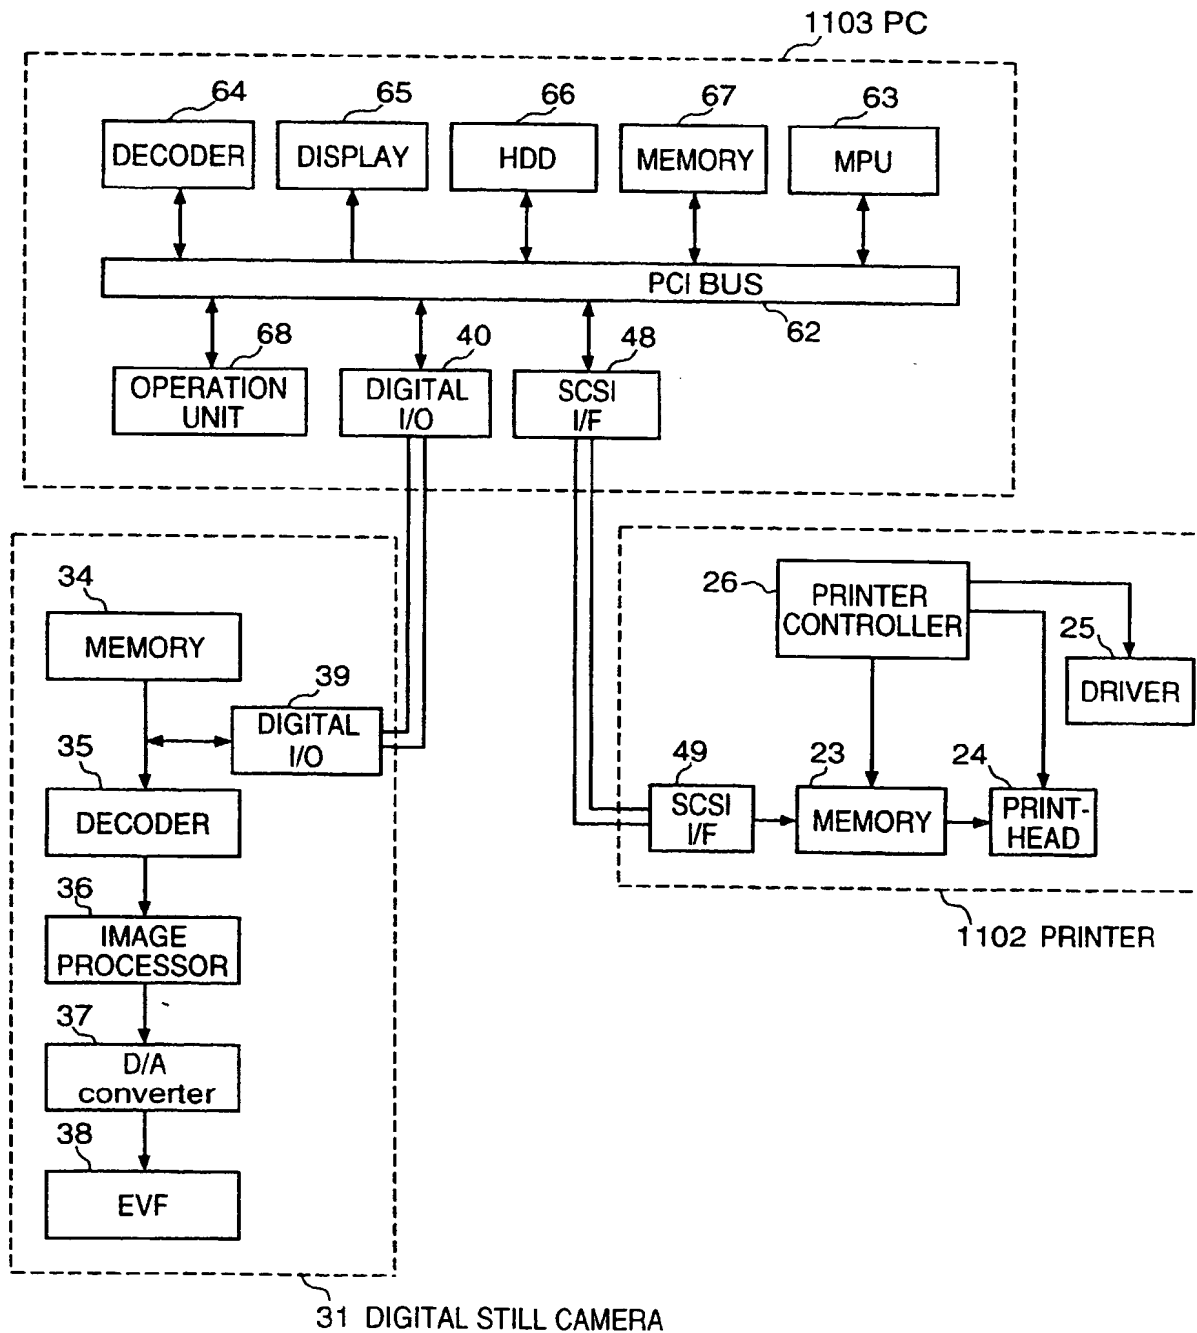 1103 PC
64
65
66
67
63
DECODER
DISPLAY
HDD
MEMORY
MPU
PCI BUS
62
68
40
48
OPERATION
UNIT
DIGITAL
I/O
SCSI
I/F
34
MEMORY
39
DIGITAL
I/O
35
DECODER
36
IMAGE
PROCESSOR
37
D/A
converter
38
EVF
31 DIGITAL STILL CAMERA
26
PRINTER
CONTROLLER
25
DRIVER
49
SCSI
I/F
23
MEMORY
24
PRINT-
HEAD
1102 PRINTER